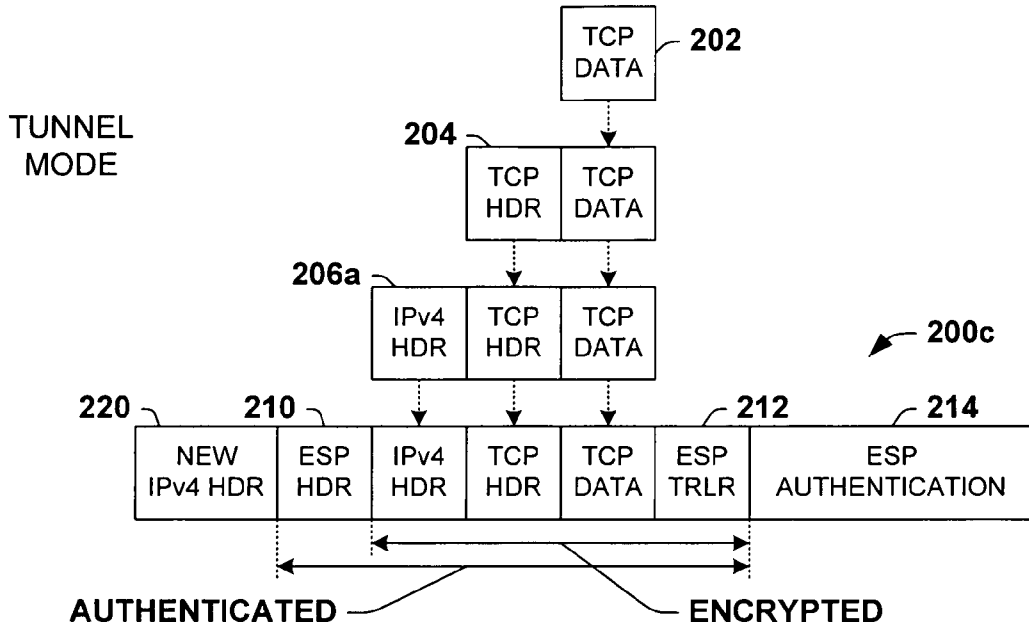 TCP
DATA
202
TUNNEL
MODE
204
TCP
HDR
TCP
DATA
206a
IPv4
HDR
TCP
HDR
TCP
DATA
200c
220
210
212
214
NEW
IPv4 HDR
ESP
HDR
IPv4
HDR
TCP
HDR
TCP
DATA
ESP
TRLR
ESP
AUTHENTICATION
AUTHENTICATED
ENCRYPTED